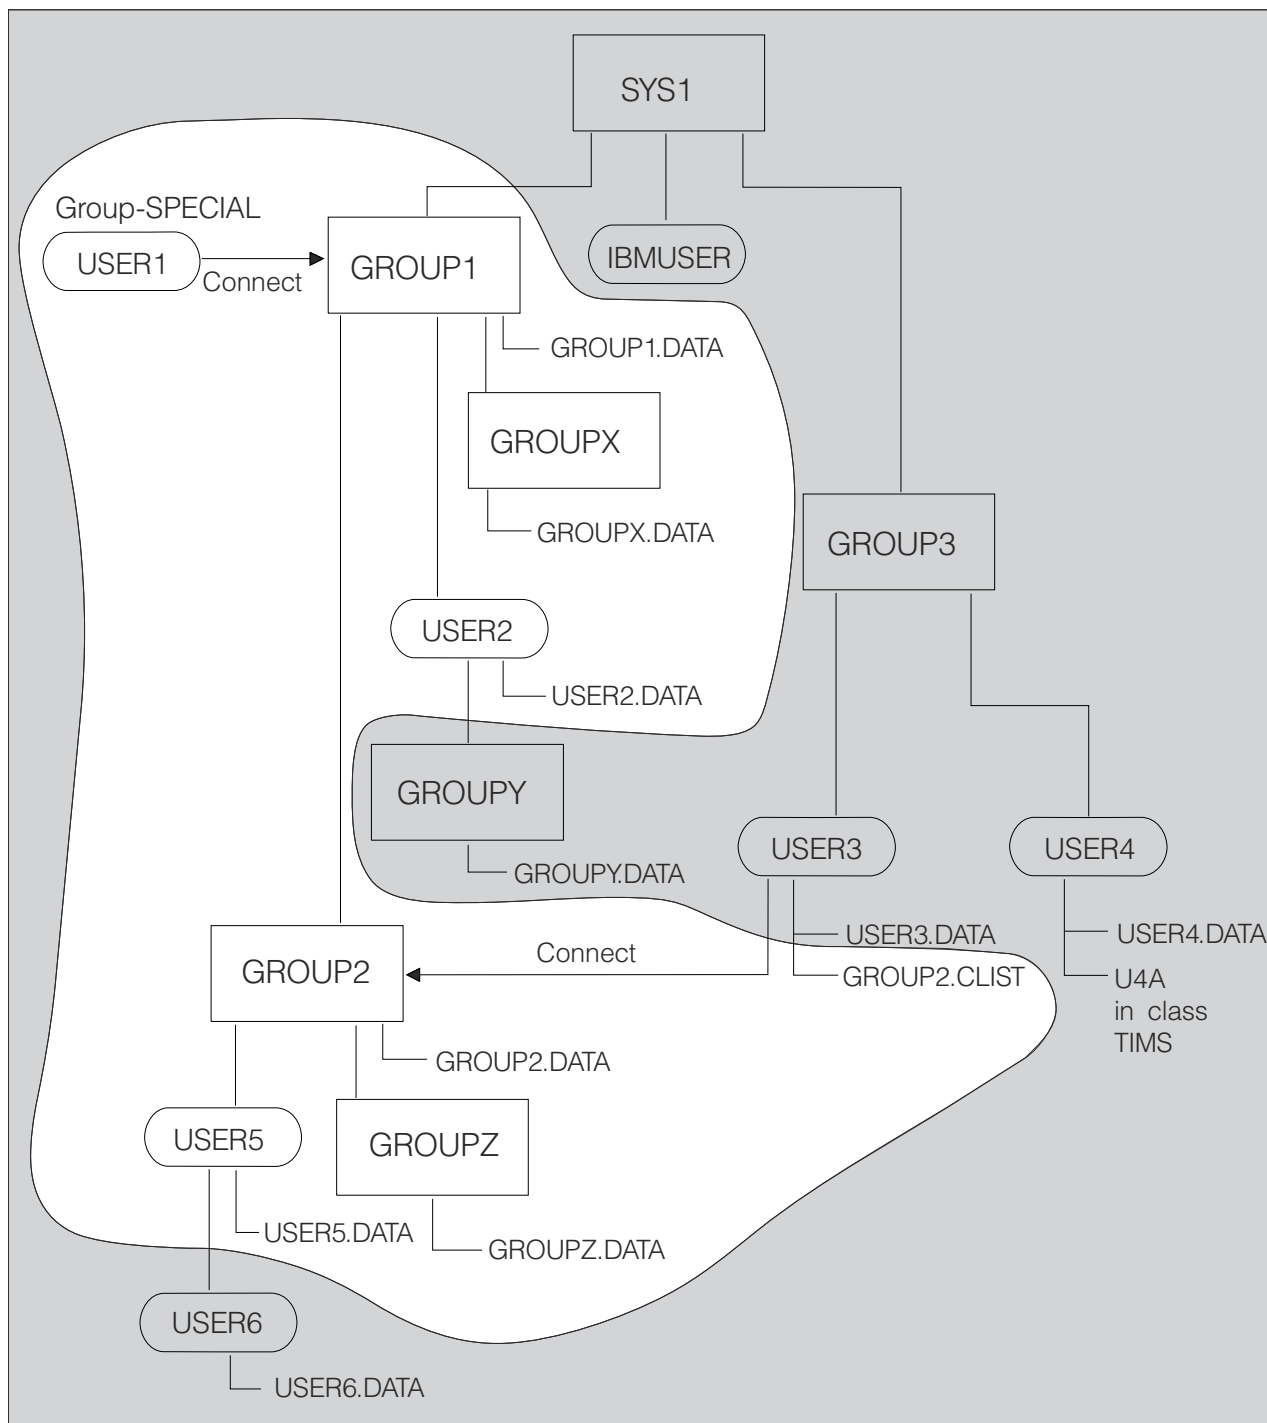 SYS1
Group-SPECIAL
USER1
Connect
GROUP1
IBMUSER
GROUP1.DATA
GROUPX
GROUPX.DATA
GROUP3
USER2
USER2.DATA
GROUPY
GROUPY.DATA
USER3
USER4
USER3.DATA
USER4.DATA
GROUP2
Connect
GROUP2.CLIST
U4A
in class
TIMS
GROUP2.DATA
USER5
GROUPZ
USER5.DATA
GROUPZ.DATA
USER6
USER6.DATA